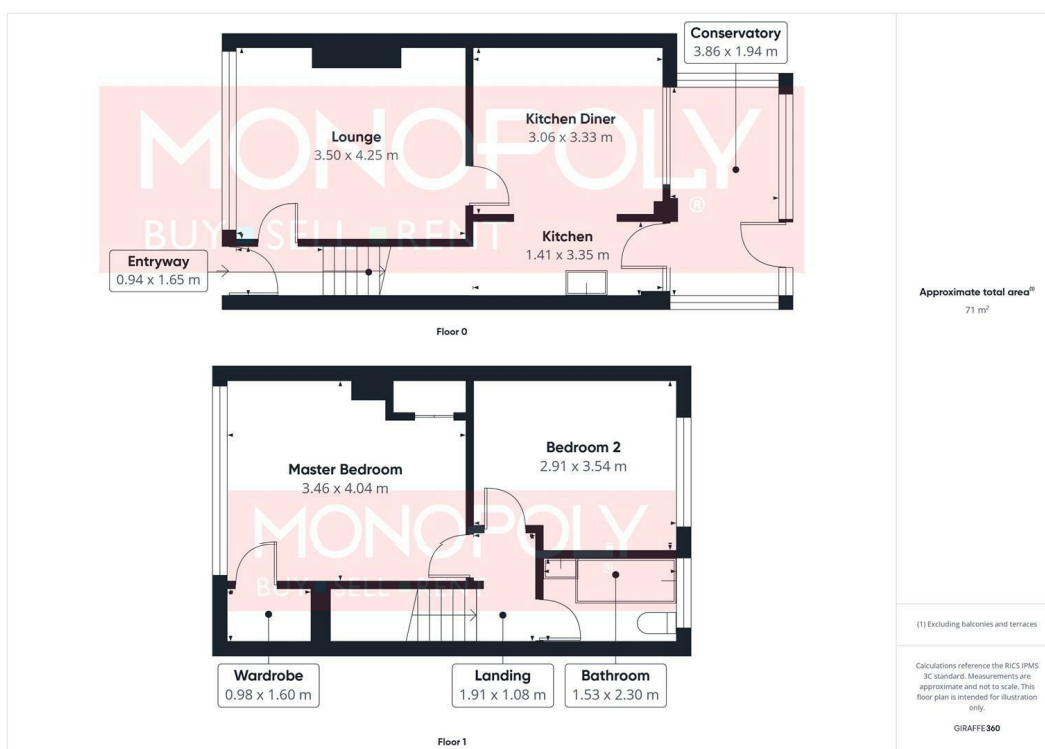 Conservatory
3.86 x 1.94 m
MONOPOLY
®
BUY SELL RENT
Lounge
3.50 x 4.25 m
Kitchen Diner
3.06 x 3.33 m
Kitchen
1.41 x 3.35 m
Entryway
0.94 x 1.65 m
Floor 0
Approximate total area(1)
71 m²
Master Bedroom
3.46 x 4.04 m
Bedroom 2
2.91 x 3.54 m
MONOPOLY
®
BUY SELL RENT
Wardrobe
0.98 x 1.60 m
Landing
1.91 x 1.08 m
Bathroom
1.53 x 2.30 m
Floor 1
(1) Excluding balconies and terraces
Calculations reference the RICS IPMS
3C standard. Measurements are
approximate and not to scale. This
floor plan is intended for illustration
only.
GIRAFFE360